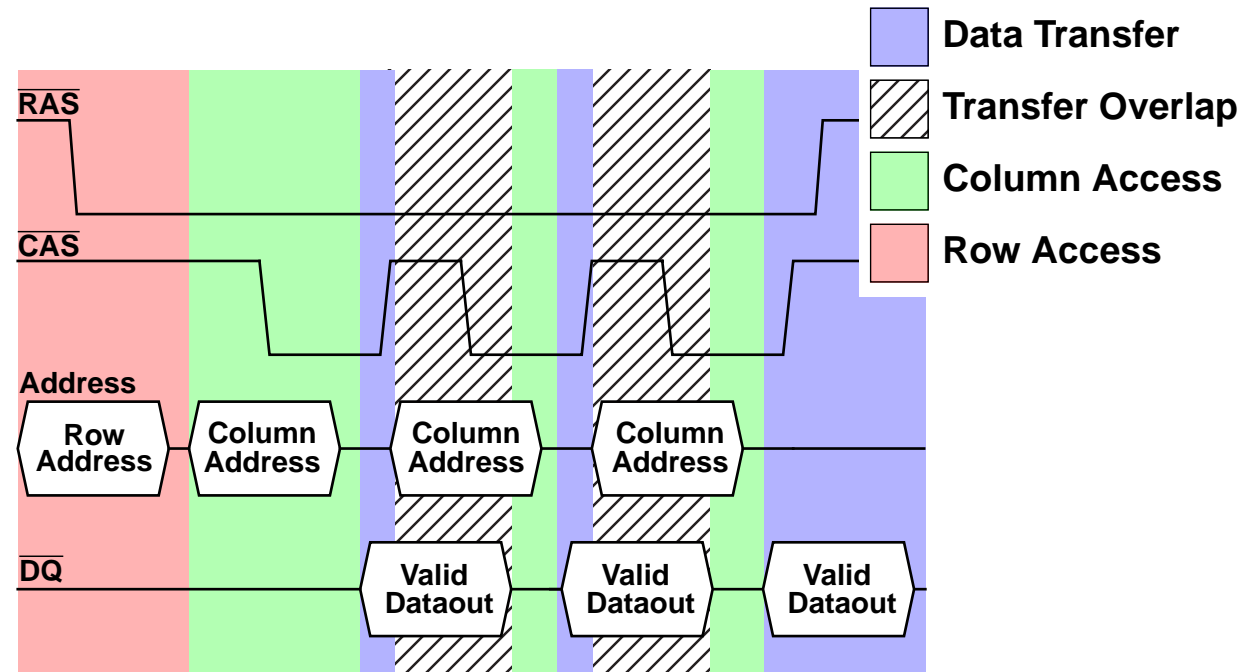 Data Transfer
Transfer Overlap
Column Access
Row Access
RAS
CAS
Address
Row
Address
Column
Address
Column
Address
Column
Address
DQ
Valid
Dataout
Valid
Dataout
Valid
Dataout